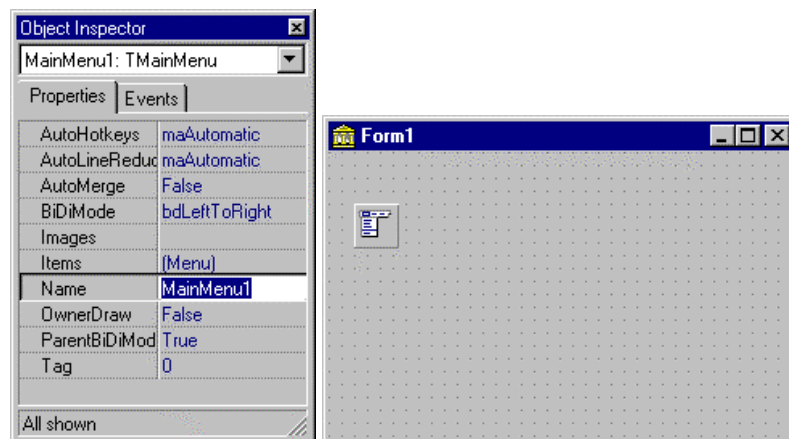 Object Inspector
MainMenu1: TMainMenu
Properties Events
AutoHotkeys maAutomatic
AutoLineReduc maAutomatic
AutoMerge False
BiDiMode bdLeftToRight
Images
Items (Menu)
Name MainMenu1
OwnerDraw False
ParentBiDiMod True
Tag 0
All shown
Form1